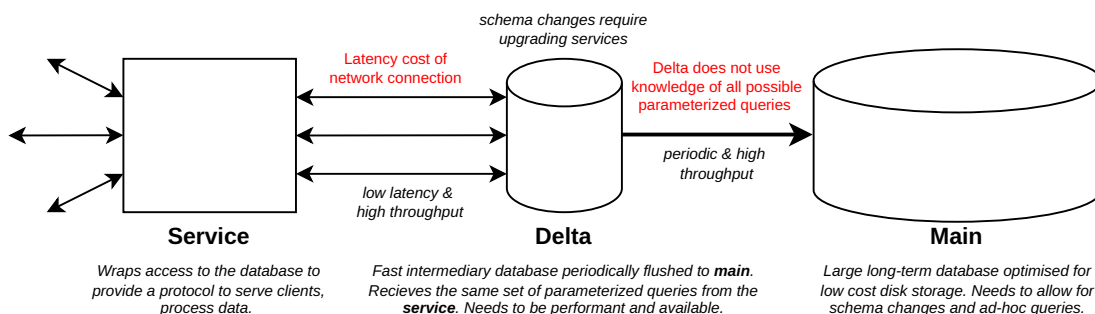 schema changes require
upgrading services
Latency cost of
network connection
Delta does not use
knowledge of all possible
parameterized queries
low latency &
high throughput
periodic & high
throughput
Service
Delta
Main
Wraps access to the database to
provide a protocol to serve clients,
process data.
Fast intermediary database periodically flushed to main.
Recieves the same set of parameterized queries from the
service. Needs to be performant and available.
Large long-term database optimised for
low cost disk storage. Needs to allow for
schema changes and ad-hoc queries.